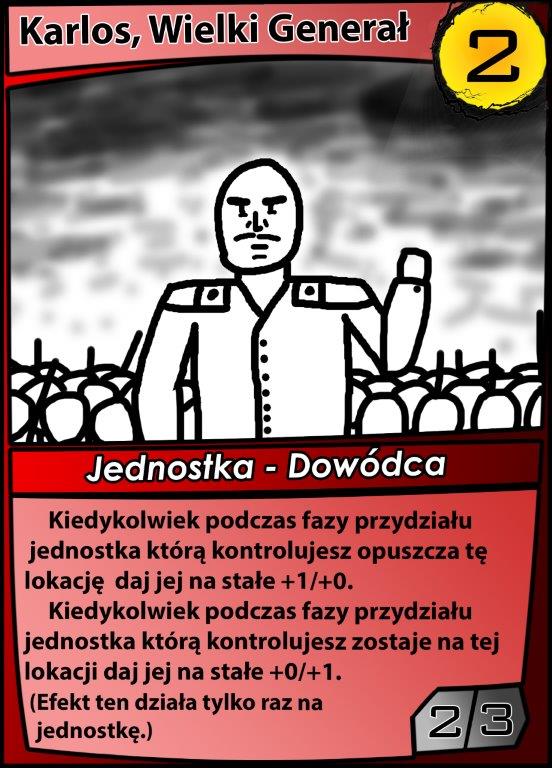 Karlos, Wielki Generał
2
Jednostka - Dowódca
Kiedykolwiek podczas fazy przydziału
jednostka którą kontrolujesz opuszcza tę
lokację daj jej na stałe +1/+0.
Kiedykolwiek podczas fazy przydziału
jednostka którą kontrolujesz zostaje na tej
lokacji daj jej na stałe +0/+1.
(Efekt ten działa tylko raz na
jednostkę.)
2/3